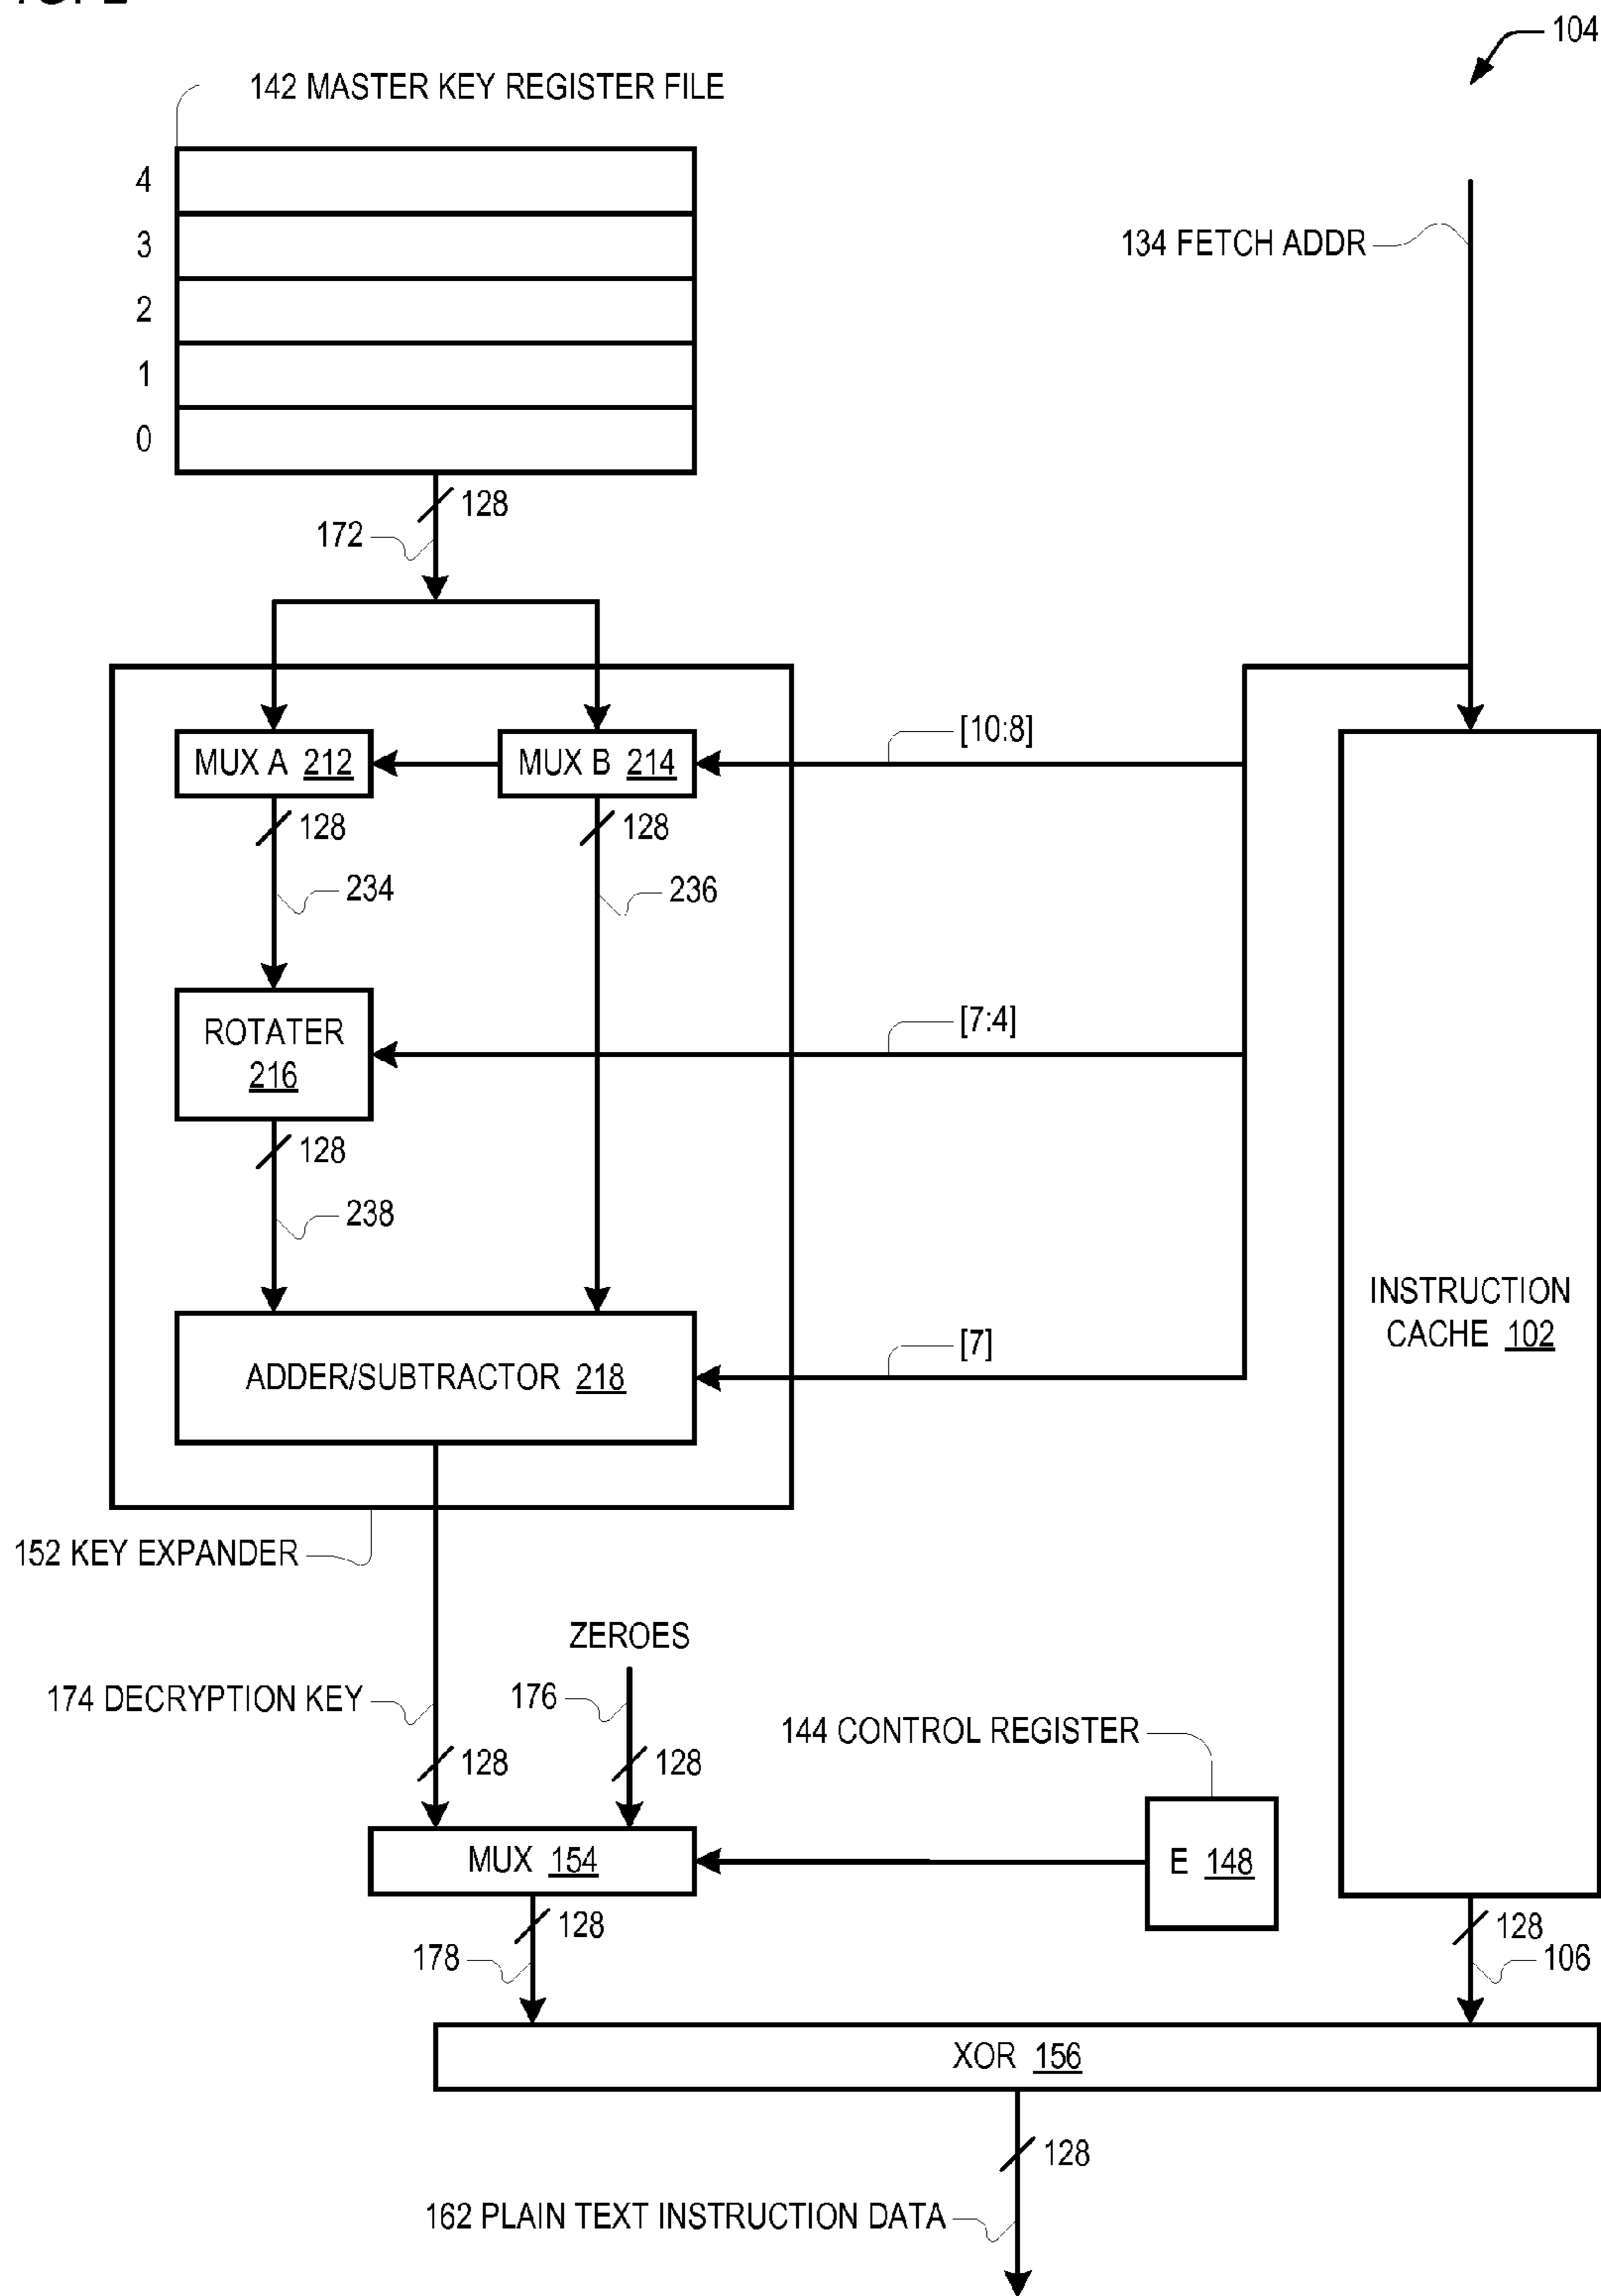 104
142 MASTER KEY REGISTER FILE
4
3
134 FETCH ADDR
2
1
0
128
172
[10:8]
MUX A 212
MUX B 214
128
128
234
236
[7:4]
ROTATER
216
128
238
INSTRUCTION
CACHE 102
[7]
ADDER/SUBTRACTOR 218
152 KEY EXPANDER
ZEROES
174 DECRYPTION KEY
176
144 CONTROL REGISTER
128
128
MUX 154
E 148
128
178
128
106
XOR 156
128
162 PLAIN TEXT INSTRUCTION DATA